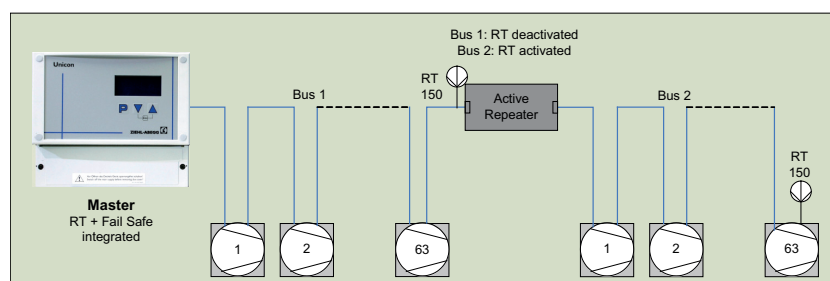 Bus 1: RT deactivated
Bus 2: RT activated
Unicon
P
ZIEHL-ABEGG
Bus 1
RT
150
Active
Repeater
Bus 2
RT
150
Master
RT + Fail Safe
integrated
1
2
63
1
2
63